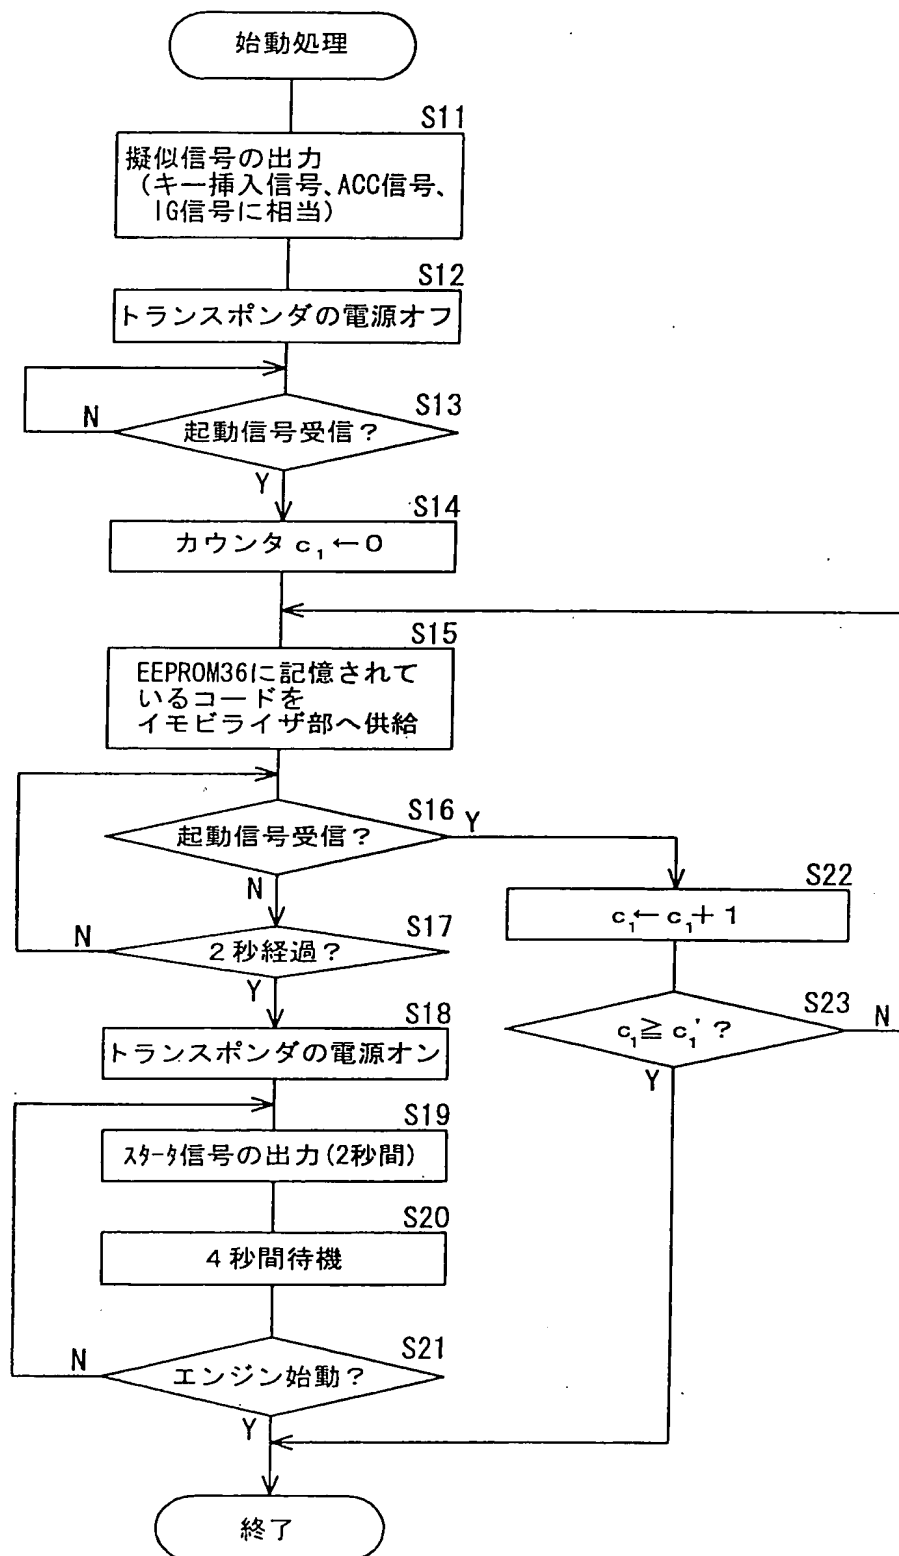 始動処理
S11
擬似信号の出力
(キー挿入信号､ACC信号､
IG信号に相当)
S12
トランスポンダの電源オフ
S13
N
起動信号受信?
Y
S14
カウンタc₁←0
S15
EEPROM36に記憶されて
いるコードを
イモビライザ部へ供給
S16
Y
起動信号受信?
N
S22
c₁←c₁+1
S17
N
2秒経過?
Y
S23
N
c₁≧c₁'?
Y
S18
トランスポンダの電源オン
S19
ｽﾀｰﾀ信号の出力(2秒間)
S20
4秒間待機
S21
N
エンジン始動?
Y
終了